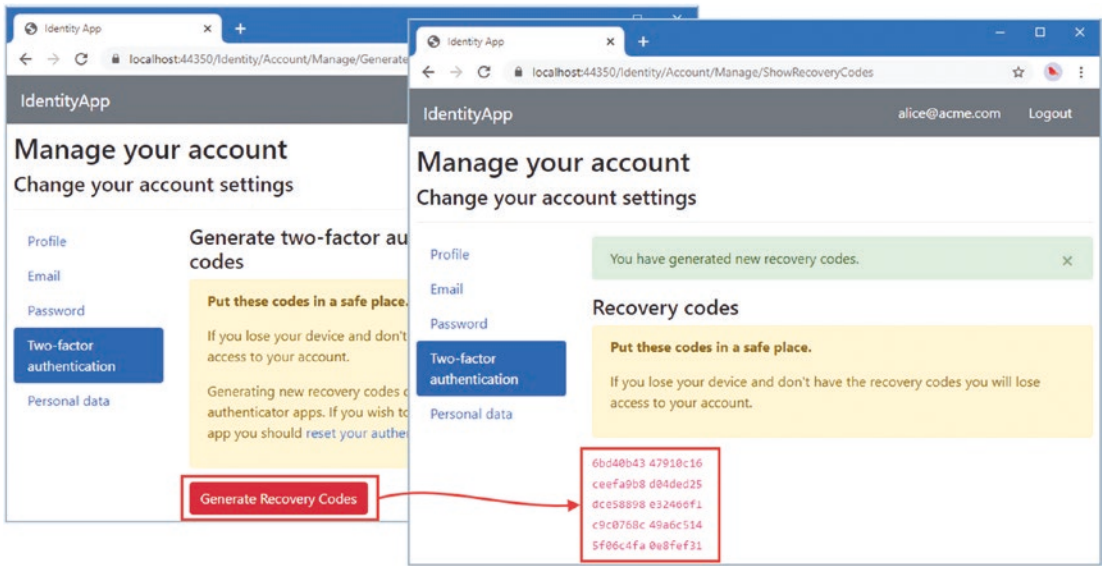 Identity App
localhost:44350/Identity/Account/Manage/Generate
IdentityApp
Manage your account
Change your account settings
Profile
Email
Password
Two-factor
authentication
Personal data
Generate two-factor au
codes
Put these codes in a safe place.
If you lose your device and don't
access to your account.
Generating new recovery codes
authenticator apps. If you wish to
app you should reset your authe
Generate Recovery Codes
Identity App
localhost:44350/Identity/Account/Manage/ShowRecoveryCodes
IdentityApp
alice@acme.com Logout
Manage your account
Change your account settings
Profile
Email
Password
Two-factor
authentication
Personal data
You have generated new recovery codes.
Recovery codes
Put these codes in a safe place.
If you lose your device and don't have the recovery codes you will lose
access to your account.
6bd40b43 47910c16
ceefa9b8 d04ded25
dce58898 e32466f1
c9c0768c 49a6c514
5f06c4fa 0e8fef31